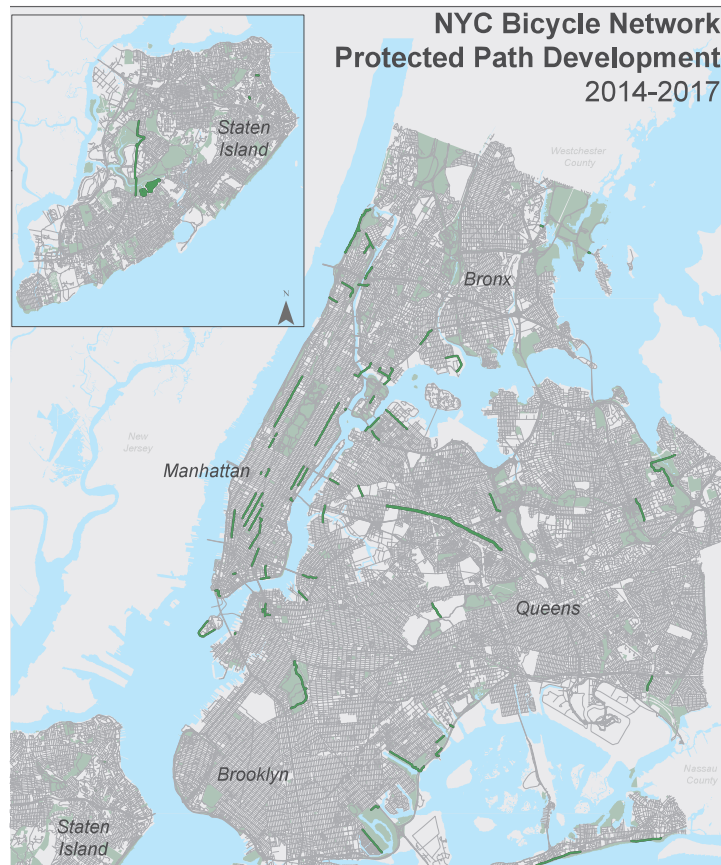 NYC Bicycle Network
Protected Path Development
2014-2017
Staten
Island
N
Westchester
County
Bronx
New
Jersey
Manhattan
Queens
Brooklyn
Nassau
County
Staten
Island